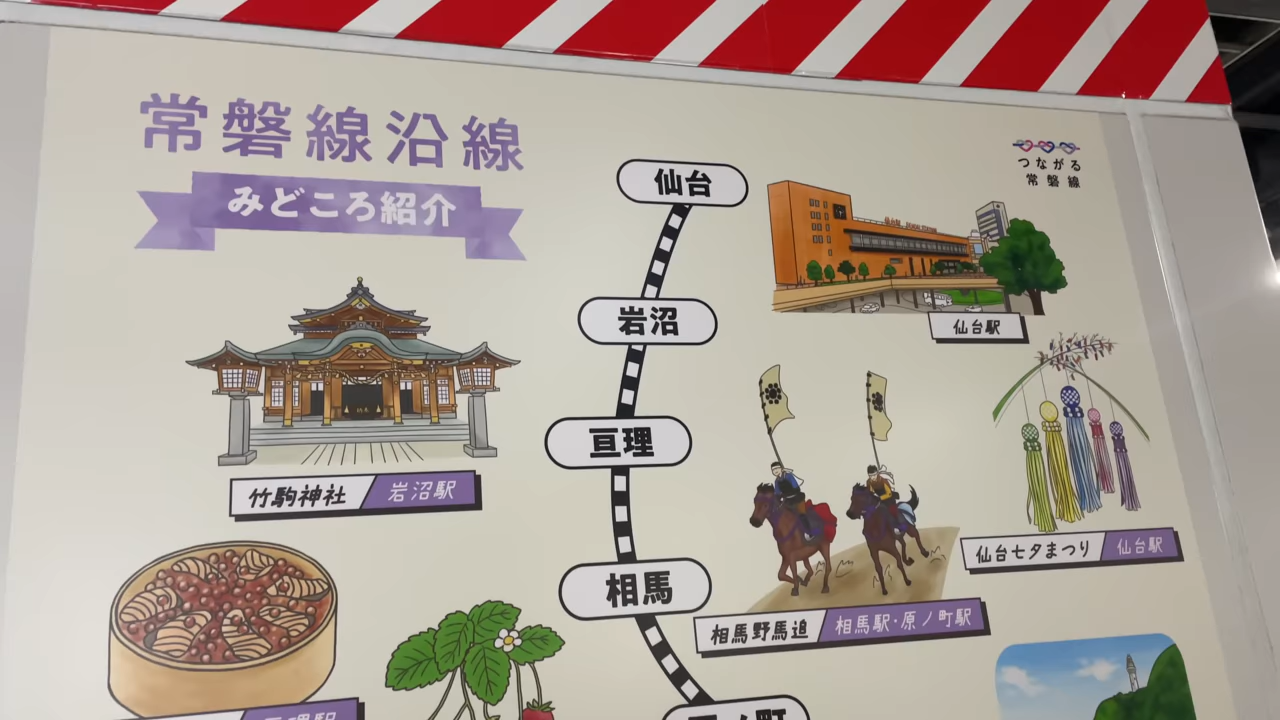 常磐線沿線
みどころ紹介
つながる
常磐線
仙台
仙台駅
岩沼
亘理
竹駒神社 岩沼駅
仙台七夕まつり 仙台駅
相馬
相馬野馬追 相馬駅・原ノ町駅